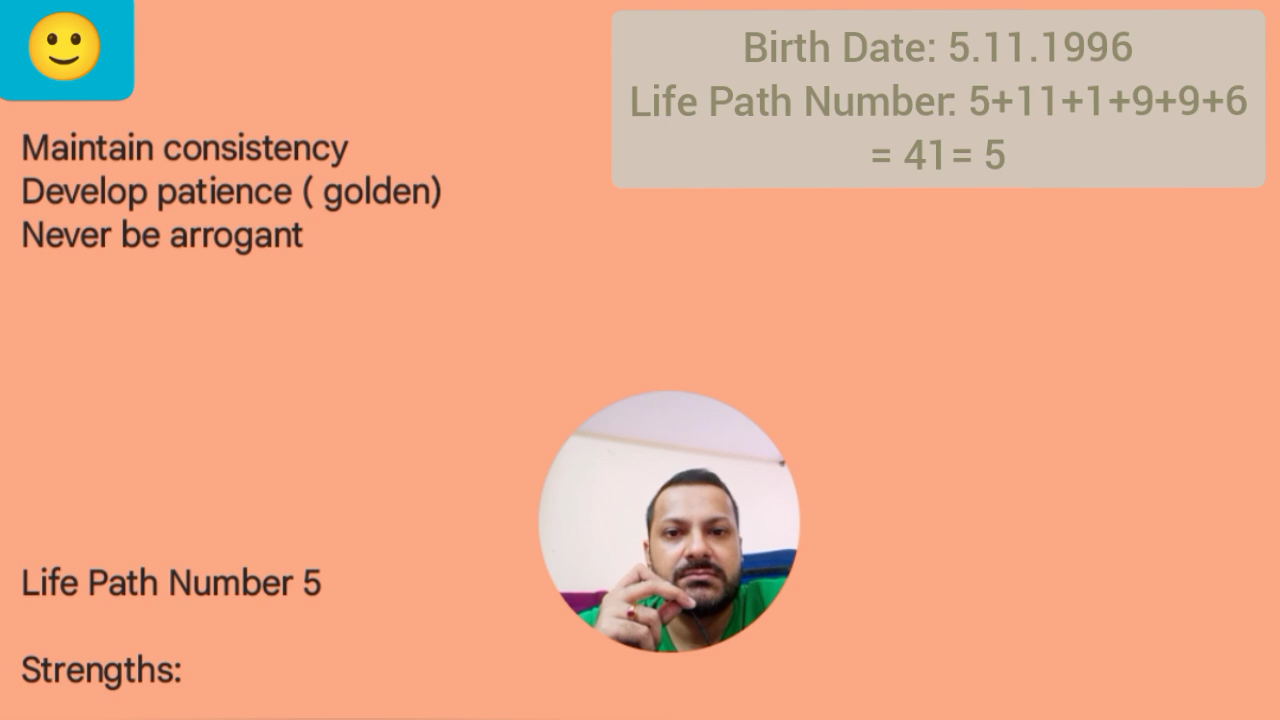 Birth Date: 5.11.1996
Life Path Number: 5+11+1+9+9+6
= 41= 5
Maintain consistency
Develop patience ( golden)
Never be arrogant
Life Path Number 5
Strengths: